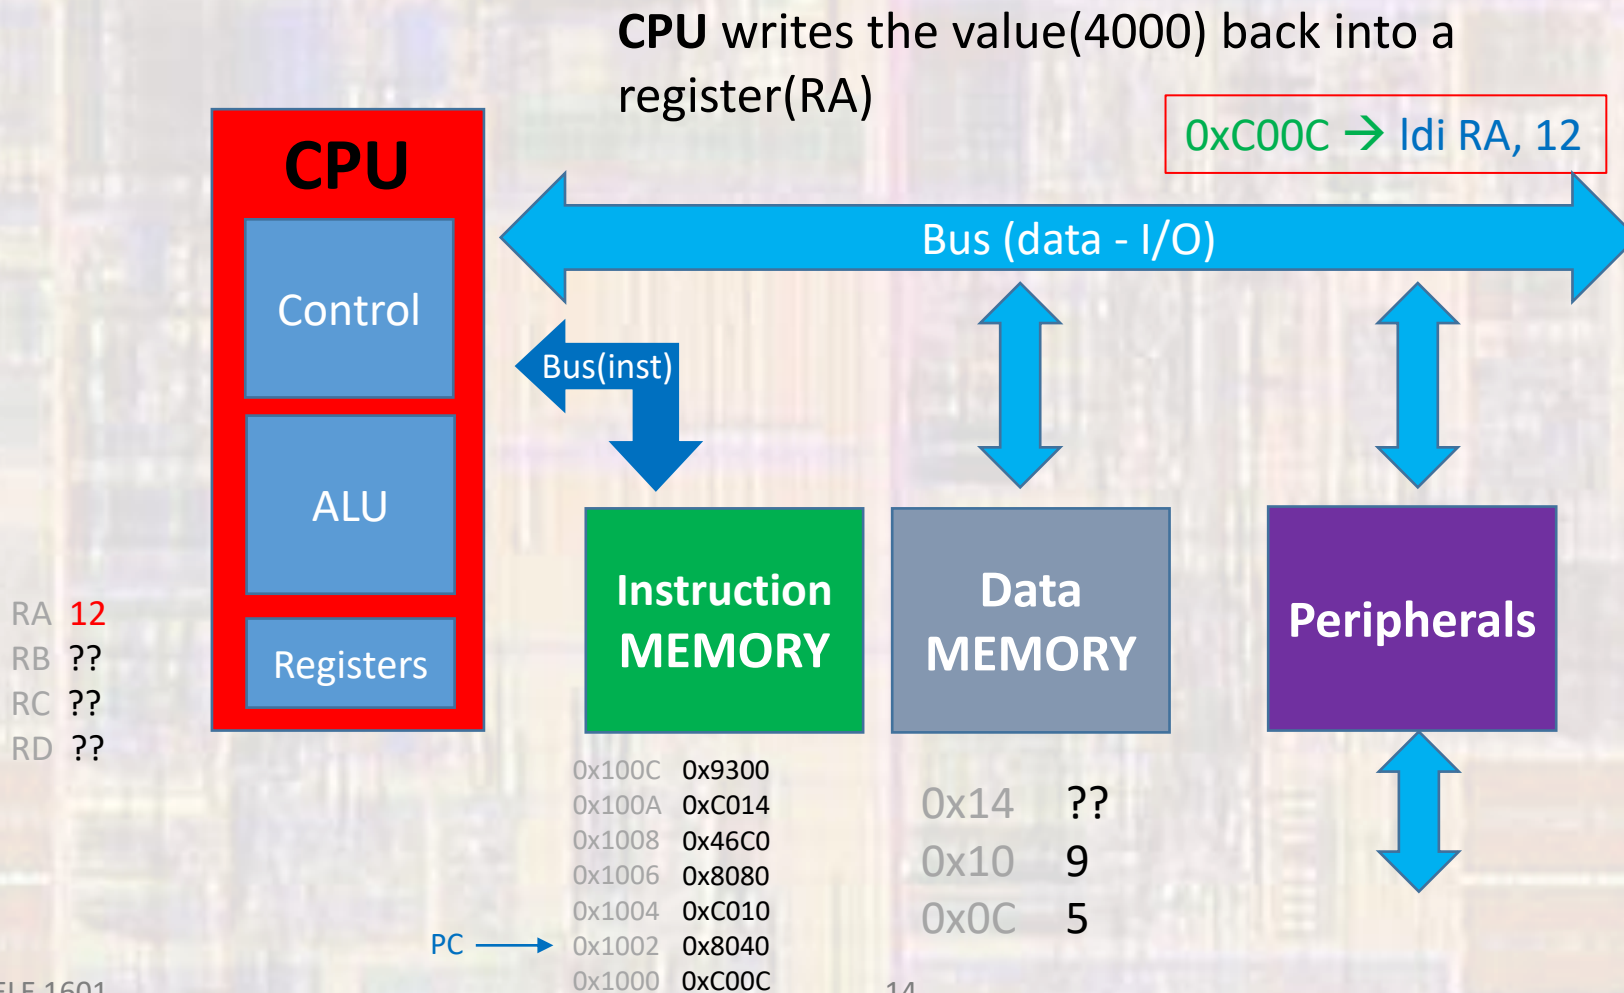 CPU writes the value(4000) back into a
register(RA)
0xC00C → ldi RA, 12
CPU
Bus (data - I/O)
Control
Bus(inst)
ALU
Instruction
MEMORY
Data
MEMORY
Peripherals
Registers
RA 12
RB ??
RC ??
RD ??
0x100C 0x9300
0x100A 0xC014
0x1008 0x46C0
0x1006 0x8080
0x1004 0xC010
PC 0x1002 0x8040
0x1000 0xC00C
0x14 ??
0x10 9
0x0C 5
1601
14